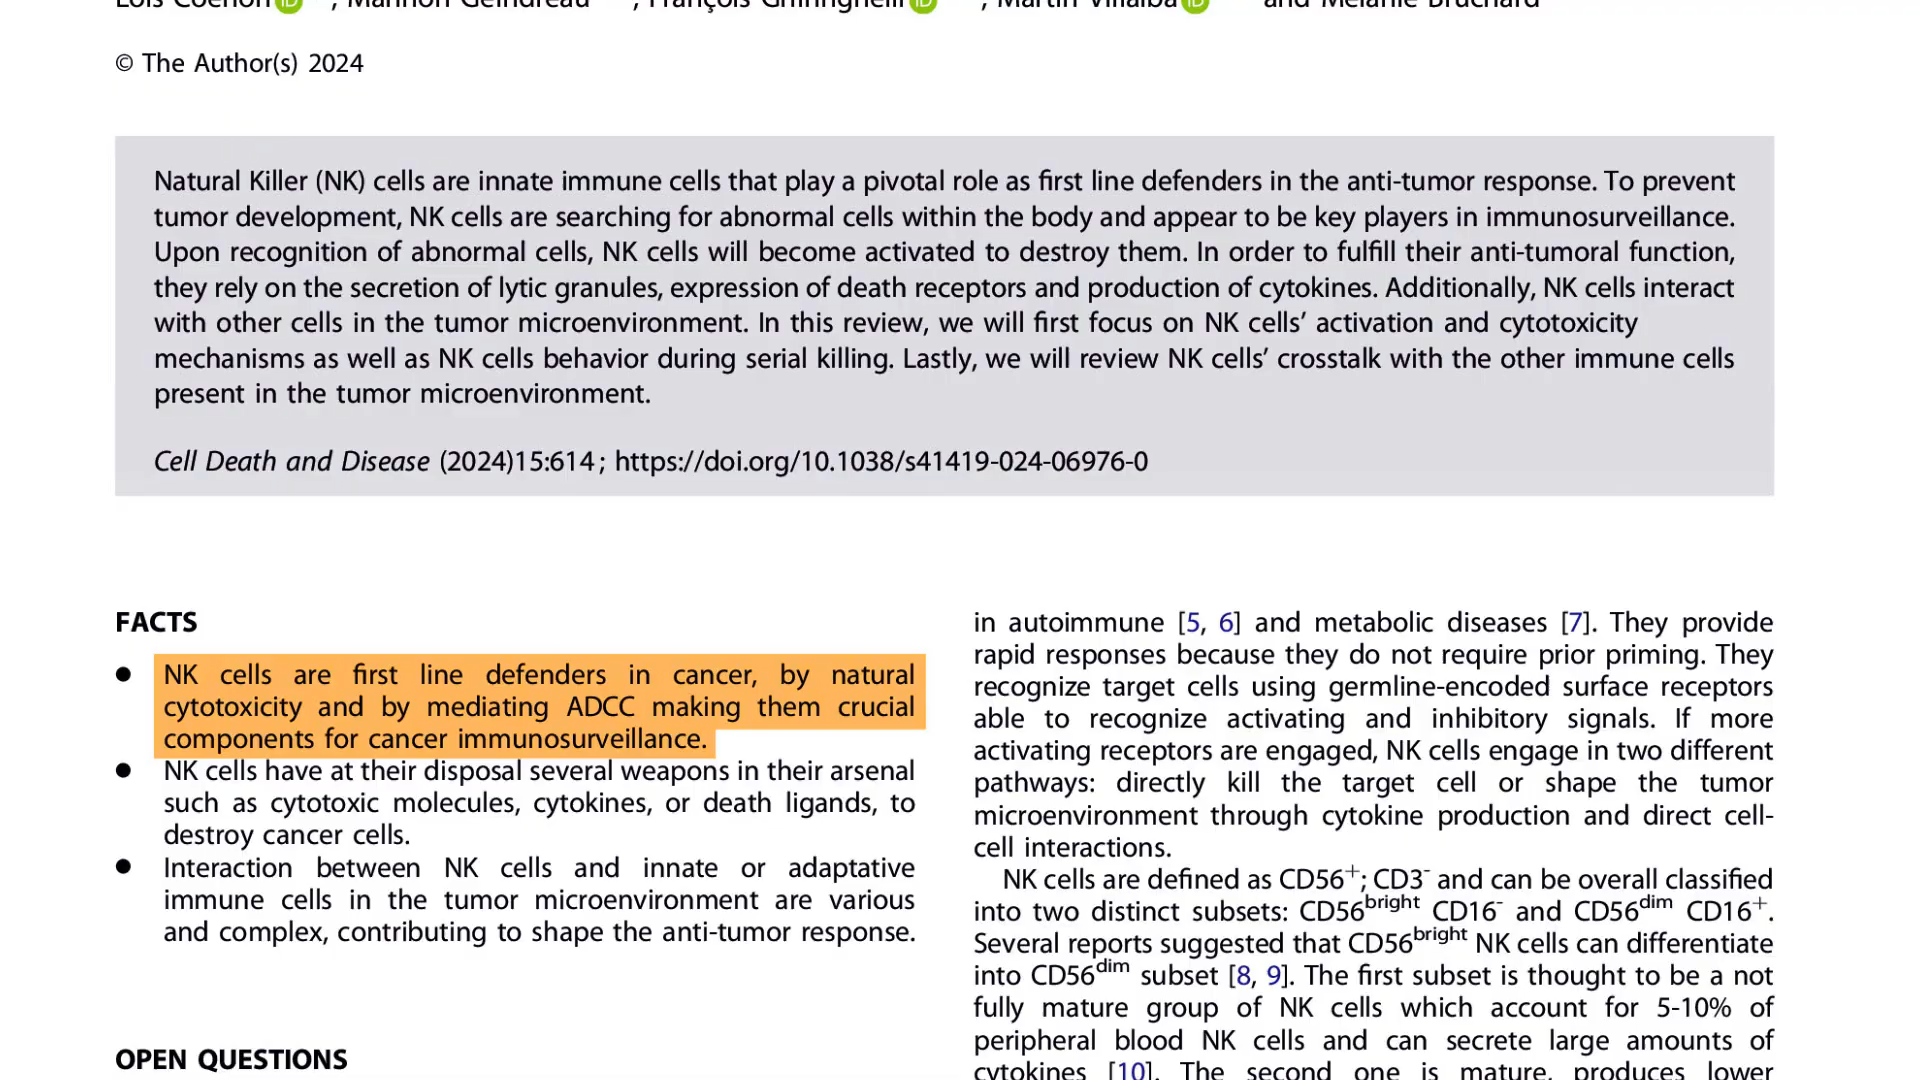 Loïs Coënon iD , Mannon Geindreau , François Ghiringhelli iD , Martin Villalba iD and Mélanie Bruchard
© The Author(s) 2024
Natural Killer (NK) cells are innate immune cells that play a pivotal role as first line defenders in the anti-tumor response. To prevent
tumor development, NK cells are searching for abnormal cells within the body and appear to be key players in immunosurveillance.
Upon recognition of abnormal cells, NK cells will become activated to destroy them. In order to fulfill their anti-tumoral function,
they rely on the secretion of lytic granules, expression of death receptors and production of cytokines. Additionally, NK cells interact
with other cells in the tumor microenvironment. In this review, we will first focus on NK cells’ activation and cytotoxicity
mechanisms as well as NK cells behavior during serial killing. Lastly, we will review NK cells’ crosstalk with the other immune cells
present in the tumor microenvironment.
Cell Death and Disease (2024)15:614 ; https://doi.org/10.1038/s41419-024-06976-0
FACTS
● NK cells are first line defenders in cancer, by natural
cytotoxicity and by mediating ADCC making them crucial
components for cancer immunosurveillance.
● NK cells have at their disposal several weapons in their arsenal
such as cytotoxic molecules, cytokines, or death ligands, to
destroy cancer cells.
● Interaction between NK cells and innate or adaptative
immune cells in the tumor microenvironment are various
and complex, contributing to shape the anti-tumor response.
OPEN QUESTIONS
in autoimmune [5, 6] and metabolic diseases [7]. They provide
rapid responses because they do not require prior priming. They
recognize target cells using germline-encoded surface receptors
able to recognize activating and inhibitory signals. If more
activating receptors are engaged, NK cells engage in two different
pathways: directly kill the target cell or shape the tumor
microenvironment through cytokine production and direct cell-
cell interactions.
NK cells are defined as CD56⁺; CD3⁻ and can be overall classified
into two distinct subsets: CD56ᵇʳⁱᵍʰᵗ CD16⁻ and CD56ᵈⁱᵐ CD16⁺.
Several reports suggested that CD56ᵇʳⁱᵍʰᵗ NK cells can differentiate
into CD56ᵈⁱᵐ subset [8, 9]. The first subset is thought to be a not
fully mature group of NK cells which account for 5-10% of
peripheral blood NK cells and can secrete large amounts of
cytokines [10]. The second one is mature, produces lower